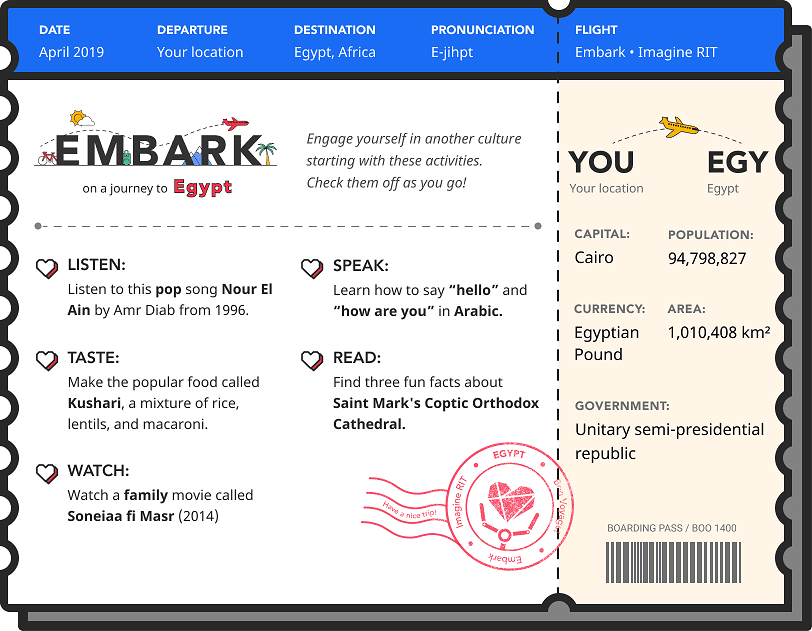 DATE
April 2019
DEPARTURE
Your location
DESTINATION
Egypt, Africa
PRONUNCIATION
E-jihpt
FLIGHT
Embark • Imagine RIT
EMBARK
on a journey to Egypt
Engage yourself in another culture
starting with these activities.
Check them off as you go!
LISTEN:
Listen to this pop song Nour El
Ain by Amr Diab from 1996.
TASTE:
Make the popular food called
Kushari, a mixture of rice,
lentils, and macaroni.
WATCH:
Watch a family movie called
Soneiaa fi Masr (2014)
SPEAK:
Learn how to say “hello” and
“how are you” in Arabic.
READ:
Find three fun facts about
Saint Mark's Coptic Orthodox
Cathedral.
Have a nice trip!
EGYPT
Imagine RIT
Bon Voyage
Embark
YOU
Your location
EGY
Egypt
CAPITAL:
Cairo
POPULATION:
94,798,827
CURRENCY:
Egyptian
Pound
AREA:
1,010,408 km²
GOVERNMENT:
Unitary semi-presidential
republic
BOARDING PASS / BOO 1400